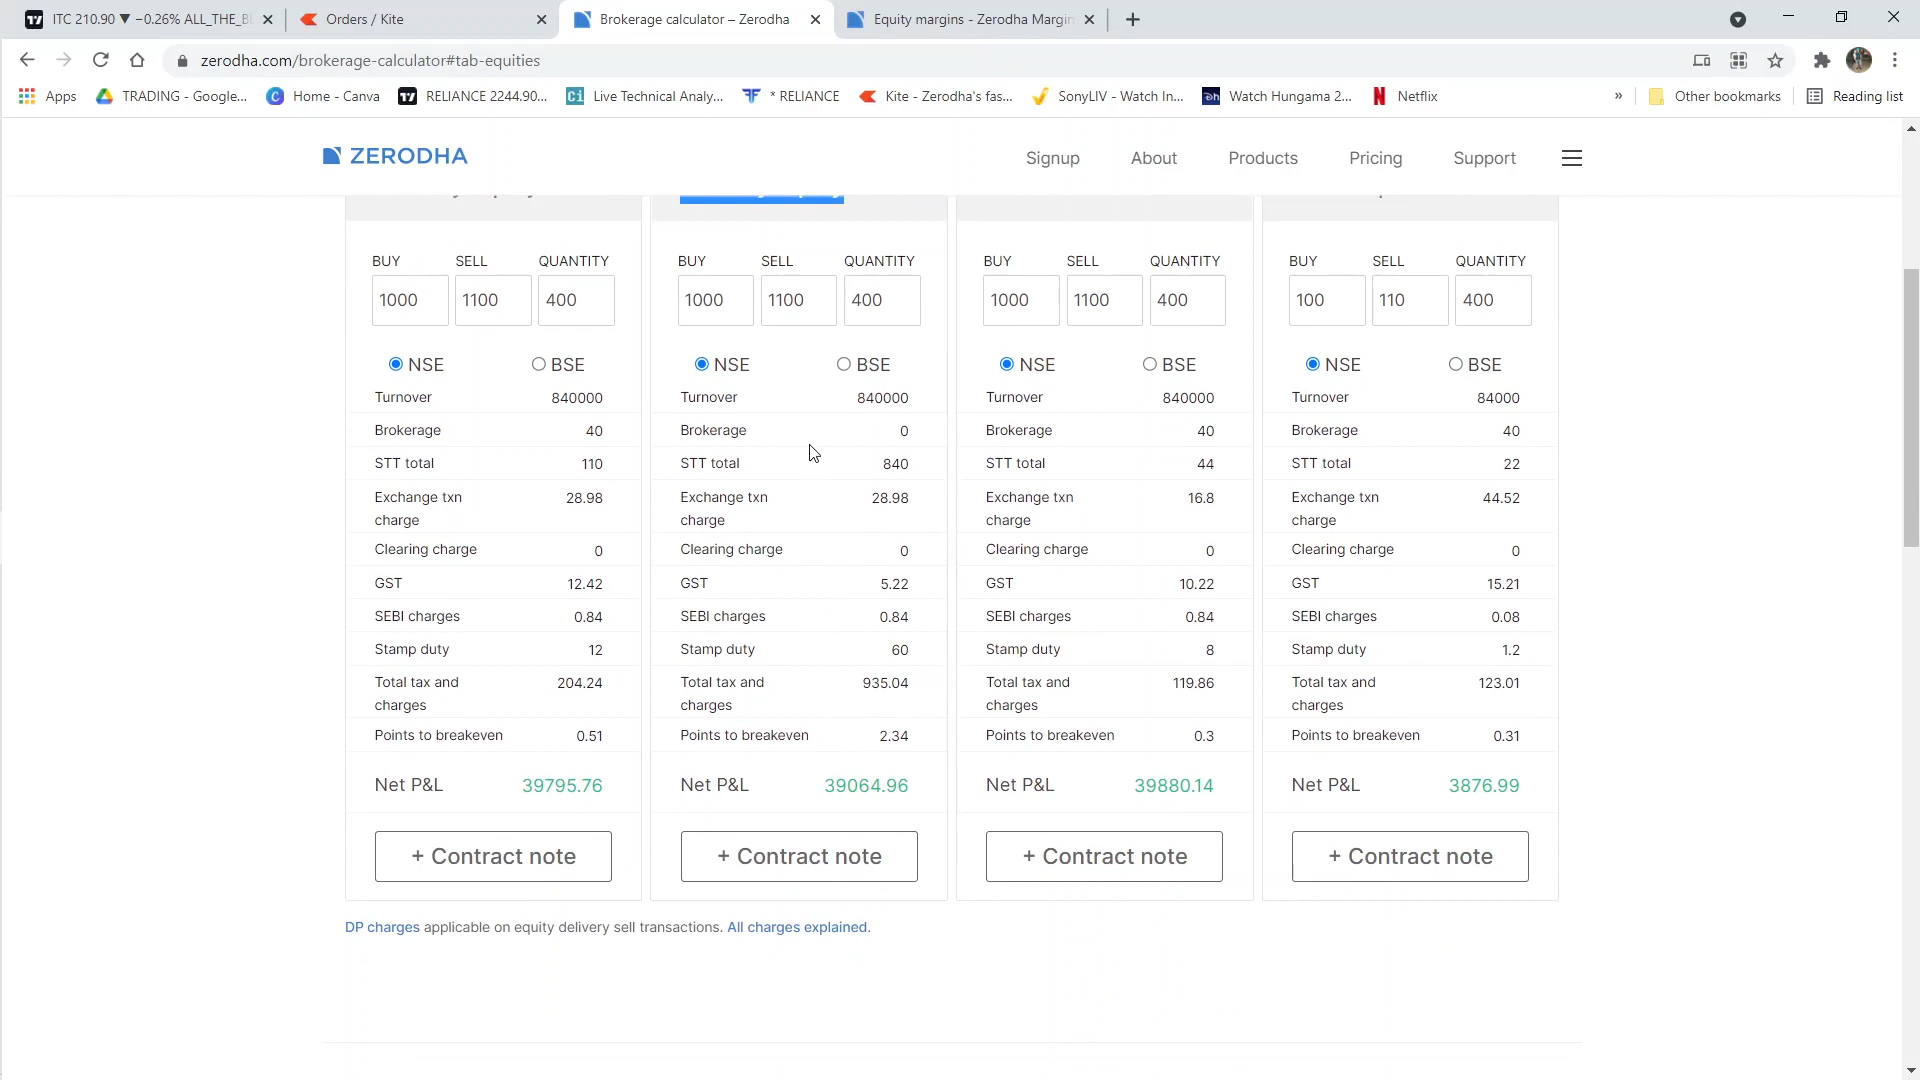 ITC 210.90 ▼ −0.26% ALL_THE_B
Orders / Kite
Brokerage calculator – Zerodha
Equity margins - Zerodha Margin
zerodha.com/brokerage-calculator#tab-equities
Apps
TRADING - Google...
Home - Canva
RELIANCE 2244.90...
Live Technical Analy...
* RELIANCE
Kite - Zerodha's fas...
SonyLIV - Watch In...
Watch Hungama 2...
Netflix
»
Other bookmarks
Reading list
ZERODHA
Signup
About
Products
Pricing
Support
BUY SELL QUANTITY
1000 1100 400
NSE BSE
Turnover 840000
Brokerage 40
STT total 110
Exchange txn 28.98
charge
Clearing charge 0
GST 12.42
SEBI charges 0.84
Stamp duty 12
Total tax and 204.24
charges
Points to breakeven 0.51
Net P&L 39795.76
+ Contract note
BUY SELL QUANTITY
1000 1100 400
NSE BSE
Turnover 840000
Brokerage 0
STT total 840
Exchange txn 28.98
charge
Clearing charge 0
GST 5.22
SEBI charges 0.84
Stamp duty 60
Total tax and 935.04
charges
Points to breakeven 2.34
Net P&L 39064.96
+ Contract note
BUY SELL QUANTITY
1000 1100 400
NSE BSE
Turnover 840000
Brokerage 40
STT total 44
Exchange txn 16.8
charge
Clearing charge 0
GST 10.22
SEBI charges 0.84
Stamp duty 8
Total tax and 119.86
charges
Points to breakeven 0.3
Net P&L 39880.14
+ Contract note
BUY SELL QUANTITY
100 110 400
NSE BSE
Turnover 84000
Brokerage 40
STT total 22
Exchange txn 44.52
charge
Clearing charge 0
GST 15.21
SEBI charges 0.08
Stamp duty 1.2
Total tax and 123.01
charges
Points to breakeven 0.31
Net P&L 3876.99
+ Contract note
DP charges applicable on equity delivery sell transactions. All charges explained.